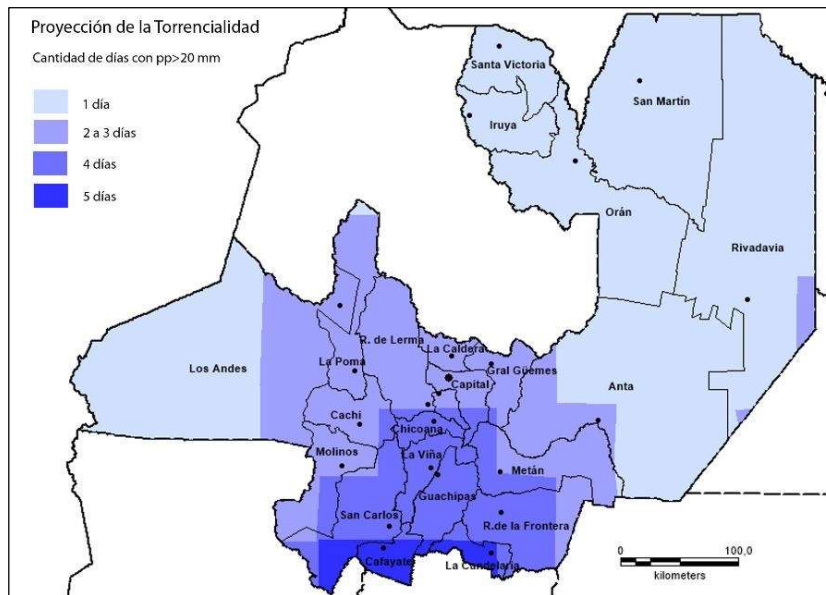 Proyección de la Torrencialidad
Cantidad de días con pp>20 mm
1 día
2 a 3 días
4 días
5 días
Santa Victoria
San Martín
Iruya
Orán
Rivadavia
R. de Lerma
La Caldera
Los Andes
La Poma
Gral Güemes
Capital
Anta
Cachi
Chicoana
Molinos
La Viña
Metán
Guachipas
San Carlos
R.de la Frontera
Cafayate
La Cundelaria
0 100,0
kilometers